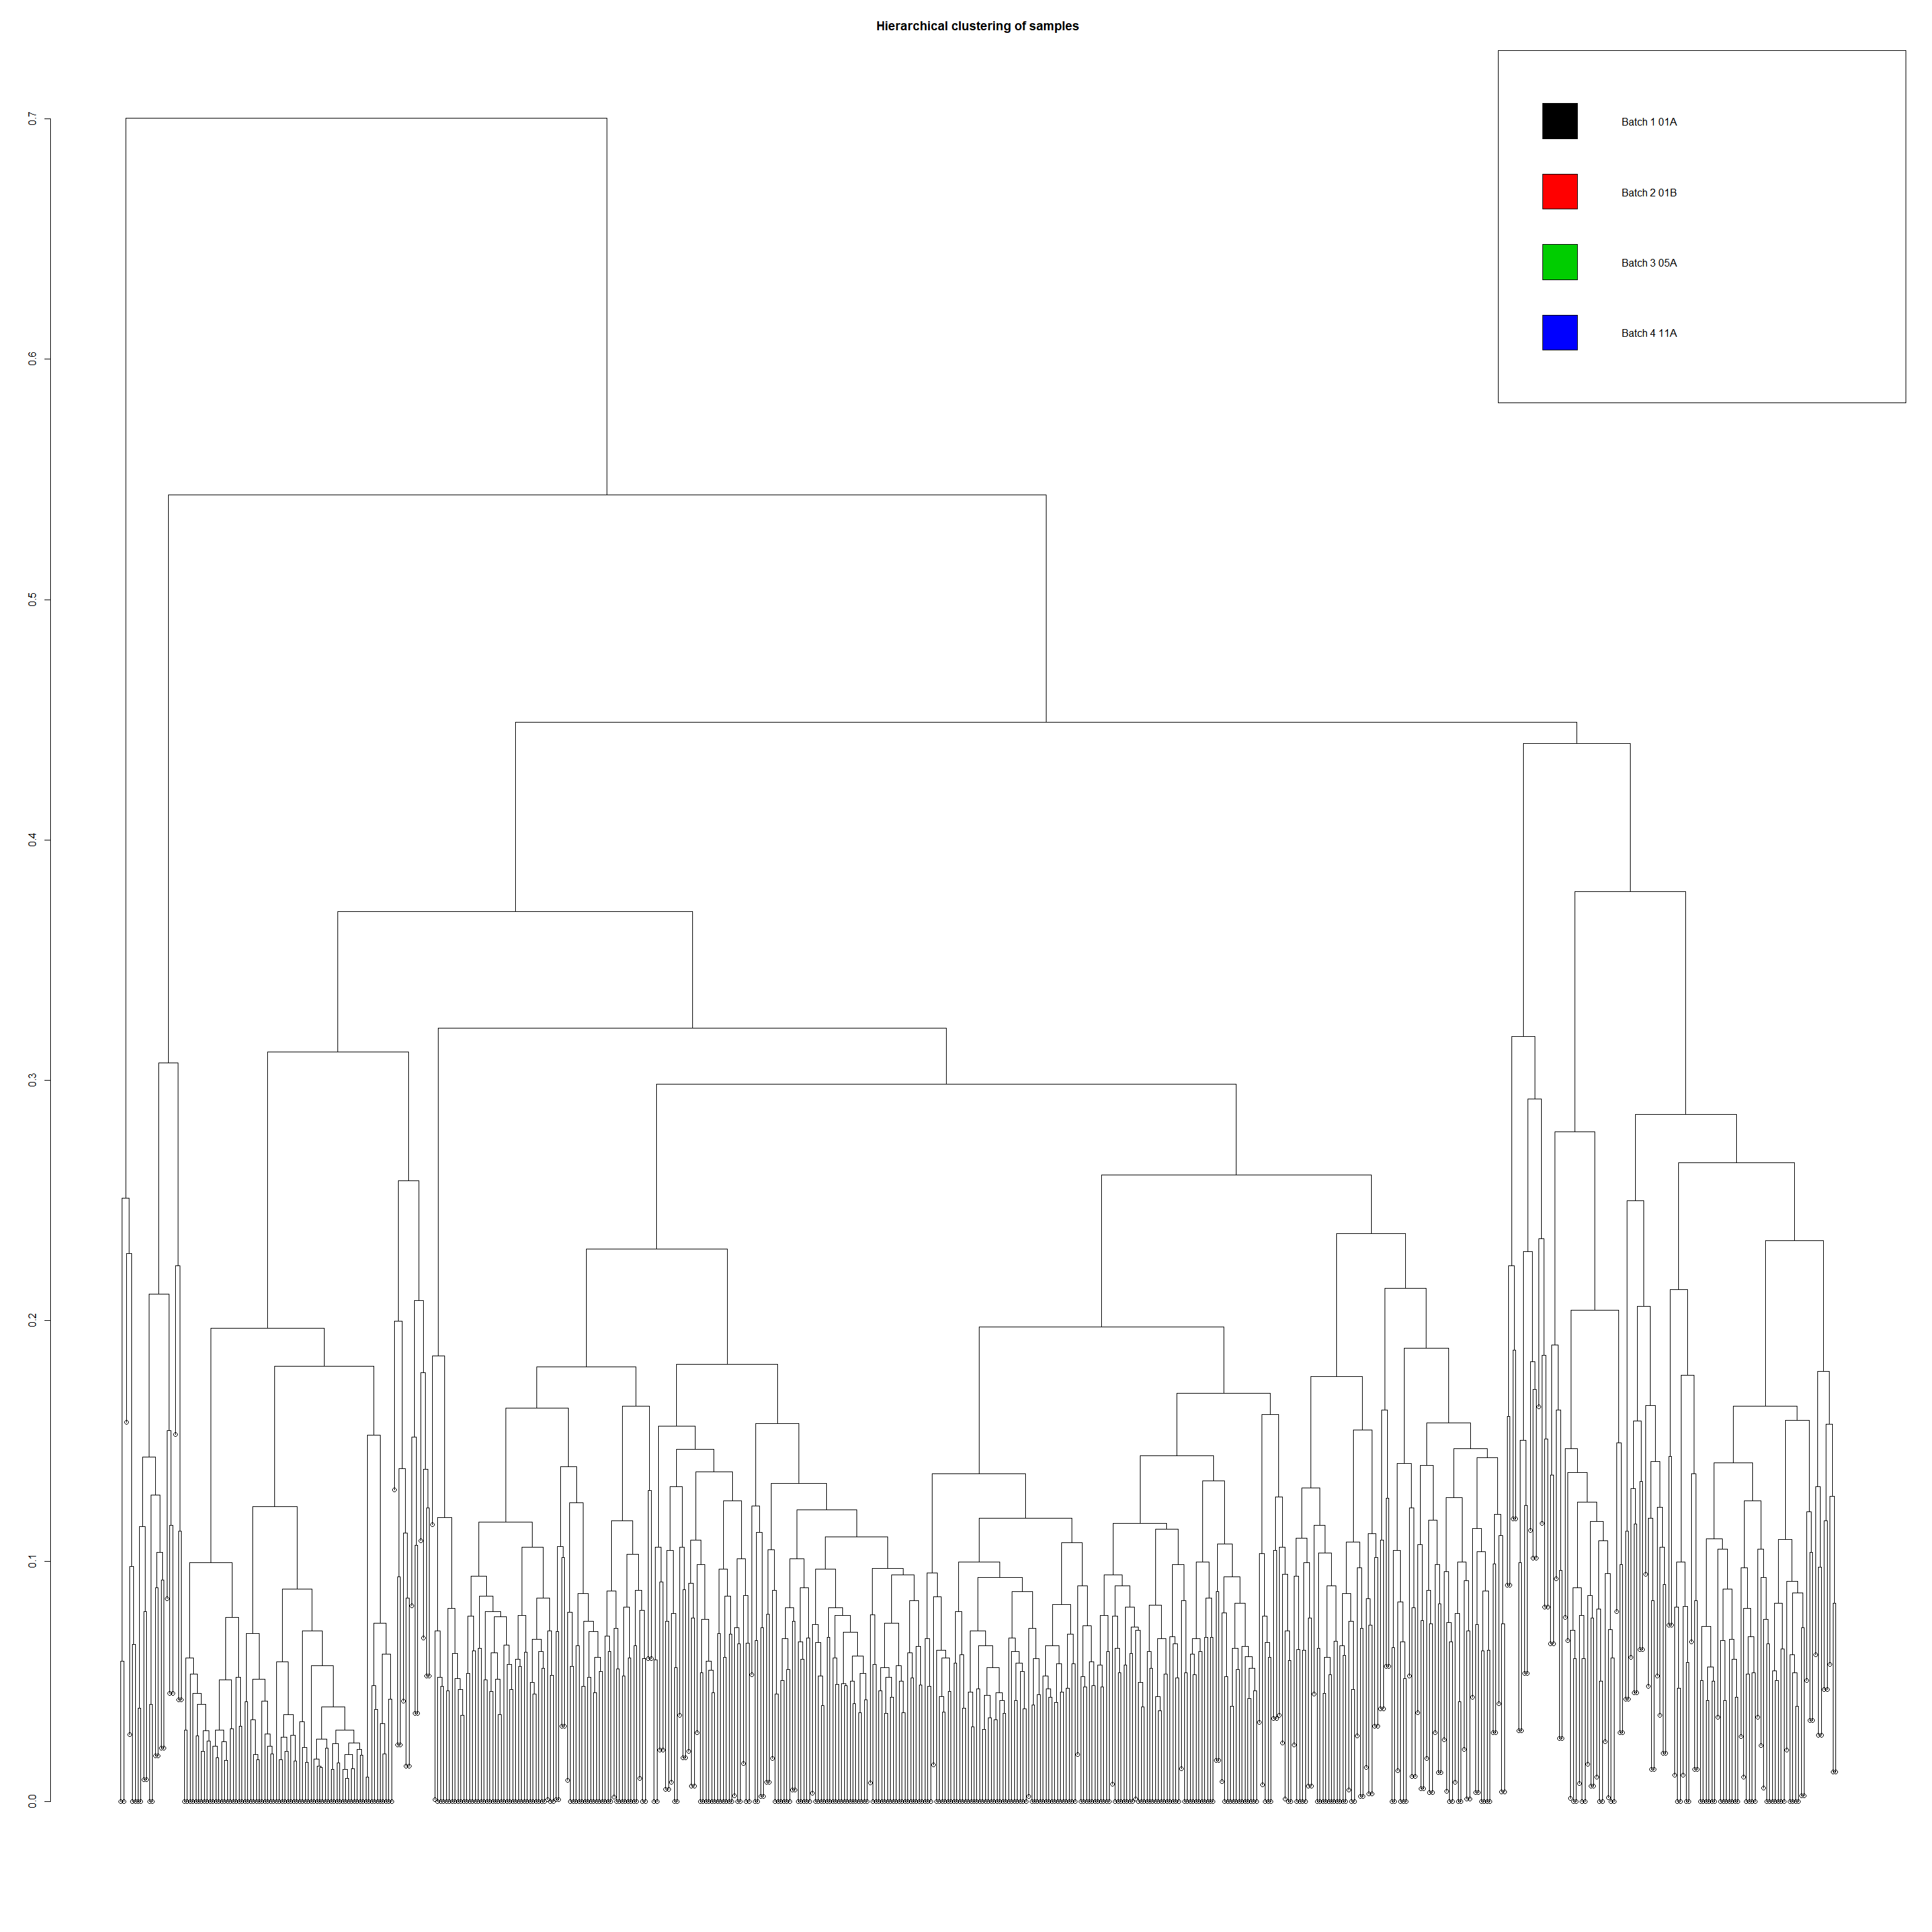 Hierarchical clustering of samples
Batch 1 01A
Batch 2 01B
Batch 3 05A
Batch 4 11A
0.7
0.6
0.5
0.4
0.3
0.2
0.1
0.0